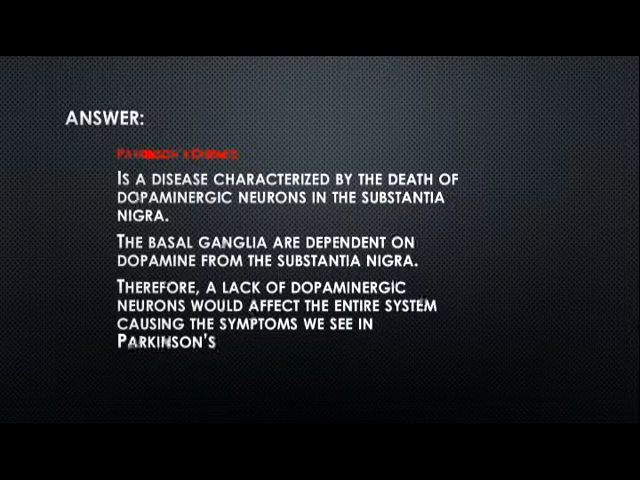 ANSWER:
PARKINSON'S DISEASE
IS A DISEASE CHARACTERIZED BY THE DEATH OF
DOPAMINERGIC NEURONS IN THE SUBSTANTIA
NIGRA.
THE BASAL GANGLIA ARE DEPENDENT ON
DOPAMINE FROM THE SUBSTANTIA NIGRA.
THEREFORE, A LACK OF DOPAMINERGIC
NEURONS WOULD AFFECT THE ENTIRE SYSTEM
CAUSING THE SYMPTOMS WE SEE IN
PARKINSON'S